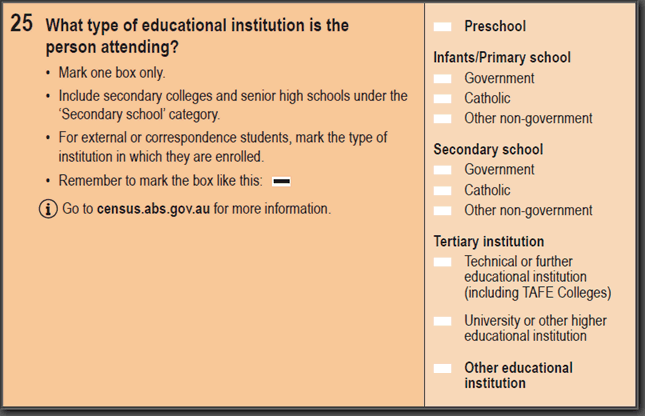 25 What type of educational institution is the
person attending?
• Mark one box only.
• Include secondary colleges and senior high schools under the
‘Secondary school’ category.
• For external or correspondence students, mark the type of
institution in which they are enrolled.
• Remember to mark the box like this:
i Go to census.abs.gov.au for more information.
Preschool
Infants/Primary school
Government
Catholic
Other non-government
Secondary school
Government
Catholic
Other non-government
Tertiary institution
Technical or further
educational institution
(including TAFE Colleges)
University or other higher
educational institution
Other educational
institution